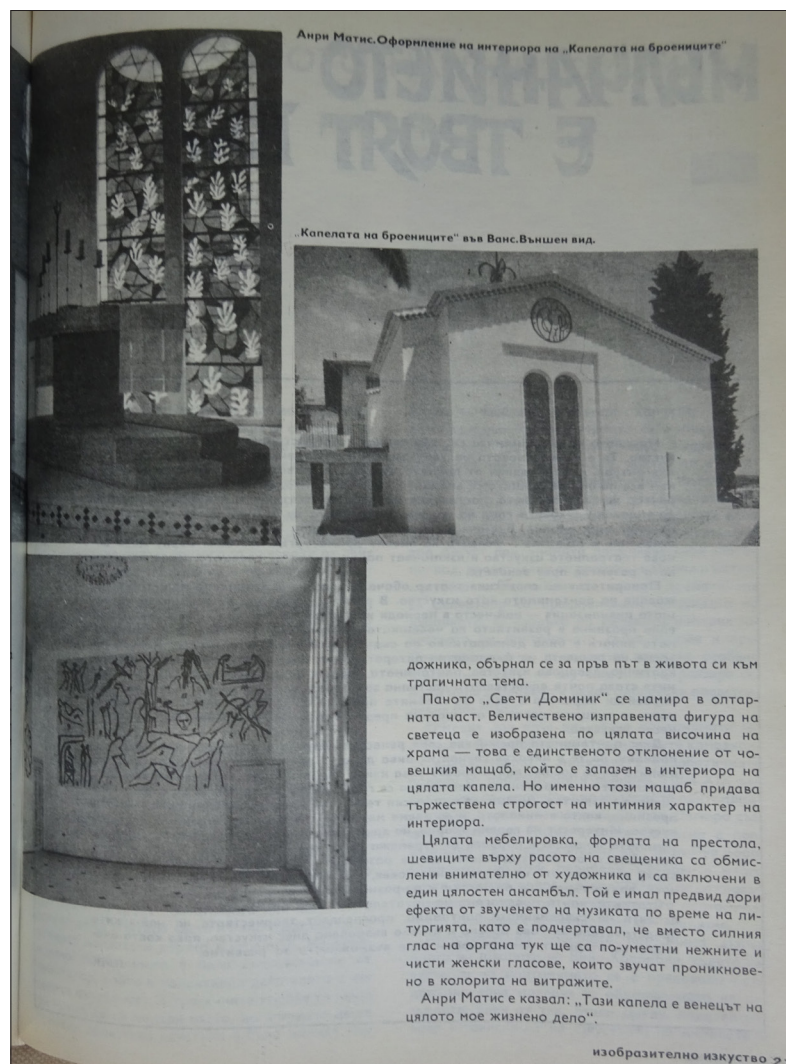 Анри Матис.Оформление на интериора на „Капелата на броениците“
„Капелата на броениците“ във Ванс.Външен вид.
дожника, обърнал се за пръв път в живота си към
трагичната тема.
Паното „Свети Доминик“ се намира в олтар-
ната част. Величествено изправената фигура на
светеца е изобразена по цялата височина на
храма — това е единственото отклонение от чо-
вешкия мащаб, който е запазен в интериора на
цялата капела. Но именно този мащаб придава
тържествена строгост на интимния характер на
интериора.
Цялата мебелировка, формата на престола,
шевиците върху расото на свещеника са обмис-
лени внимателно от художника и са включени в
един цялостен ансамбъл. Той е имал предвид дори
ефекта от звученето на музиката по време на ли-
тургията, като е подчертавал, че вместо силния
глас на органа тук ще са по-уместни нежните и
чисти женски гласове, които звучат проникнове-
но в колорита на витражите.
Анри Матис е казвал: „Тази капела е венецът на
цялото мое жизнено дело“.
изобразително изкуство